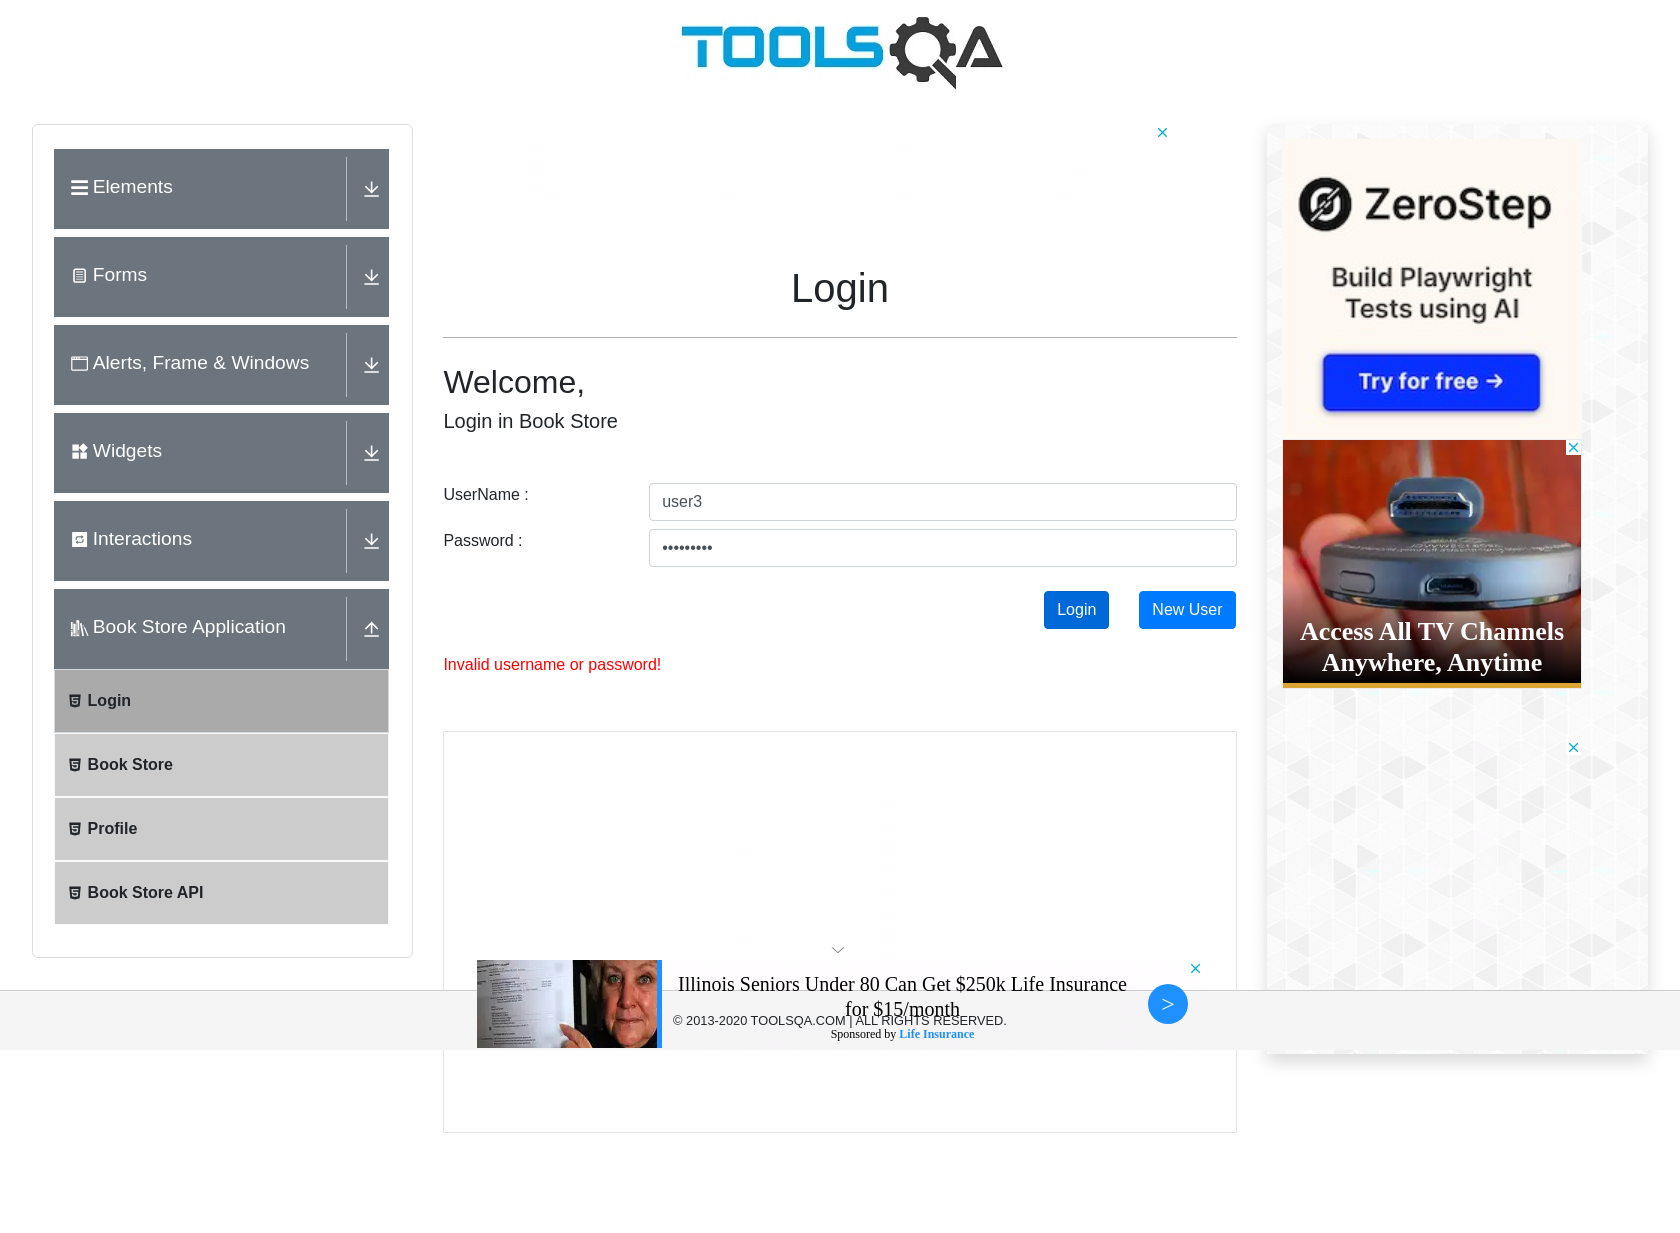 TOOLSQA
Elements
Forms
Alerts, Frame & Windows
Widgets
Interactions
Book Store Application
Login
Book Store
Profile
Book Store API
Login
Welcome,
Login in Book Store
UserName :
user3
Password :
•••••••••
Login
New User
Invalid username or password!
ZeroStep
Build Playwright
Tests using AI
Try for free →
Access All TV Channels
Anywhere, Anytime
Illinois Seniors Under 80 Can Get $250k Life Insurance
for $15/month
© 2013-2020 TOOLSQA.COM | ALL RIGHTS RESERVED.
Sponsored by Life Insurance
>